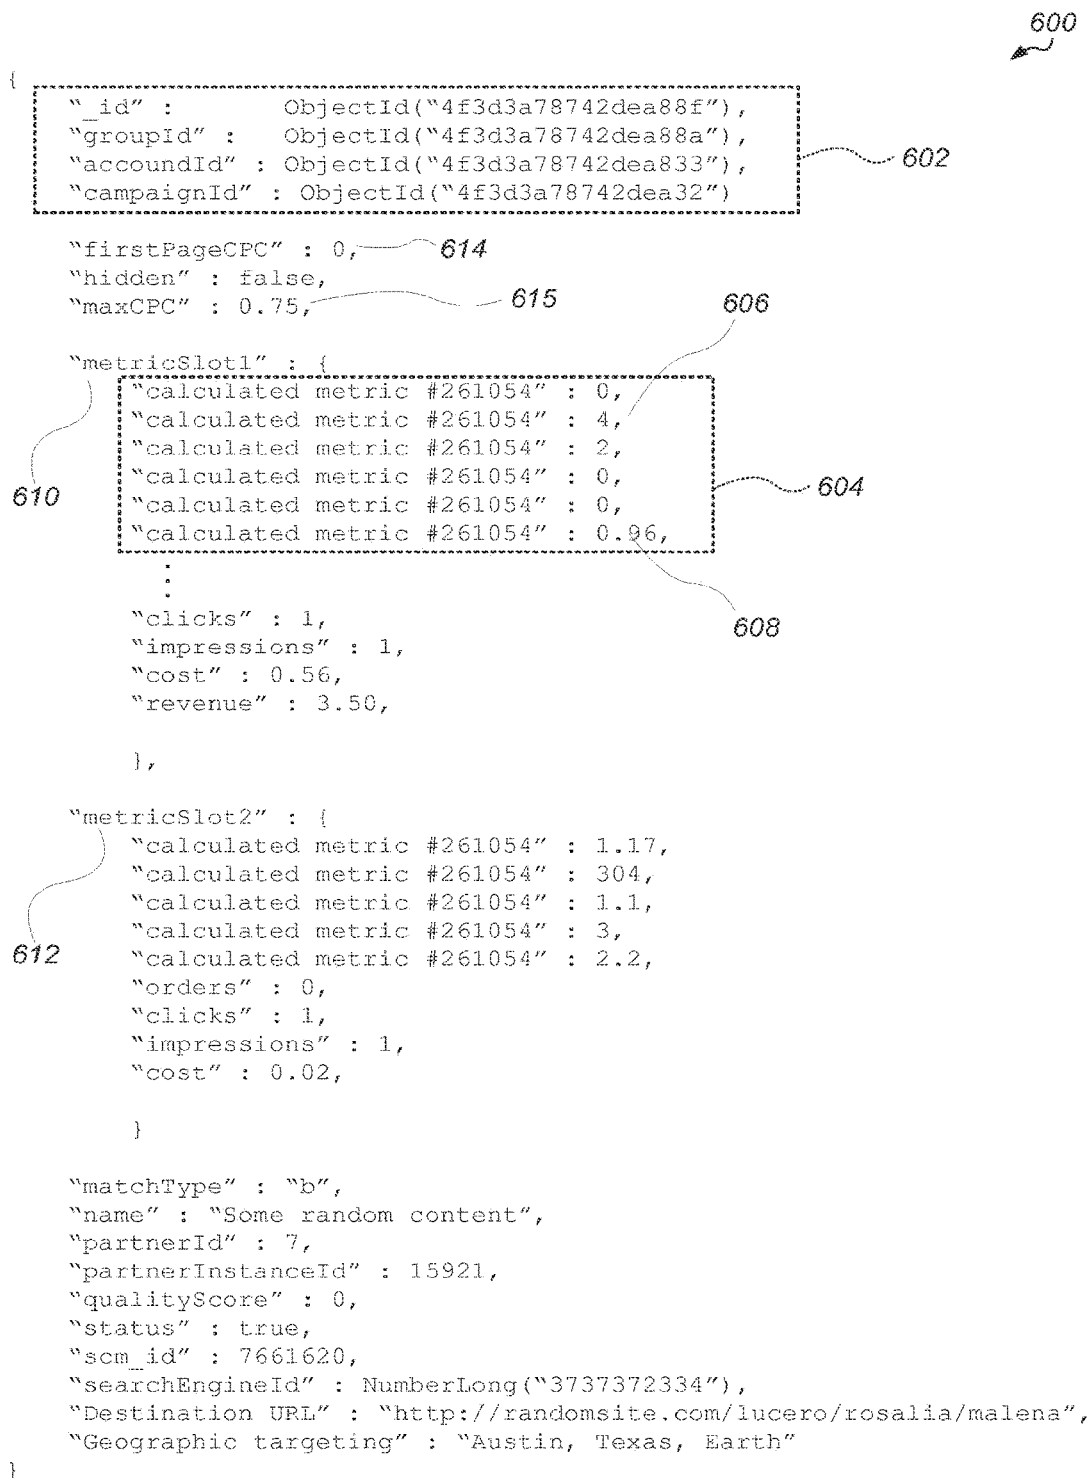 600
{
“_id” : ObjectId(“4f3d3a78742dea88f”),
“groupId” : ObjectId(“4f3d3a78742dea88a”),
“accoundId” : ObjectId(“4f3d3a78742dea833”),
602
“campaignId” : ObjectId(“4f3d3a78742dea32”)
“firstPageCPC” : 0,
614
“hidden” : false,
“maxCPC” : 0.75,
615
606
“metricSlot1” : {
“calculated metric #261054” : 0,
“calculated metric #261054” : 4,
“calculated metric #261054” : 2,
“calculated metric #261054” : 0,
610
604
“calculated metric #261054” : 0,
“calculated metric #261054” : 0.96,
“clicks” : 1,
608
“impressions” : 1,
“cost” : 0.56,
“revenue” : 3.50,
},
“metricSlot2” : {
“calculated metric #261054” : 1.17,
“calculated metric #261054” : 304,
“calculated metric #261054” : 1.1,
“calculated metric #261054” : 3,
612
“calculated metric #261054” : 2.2,
“orders” : 0,
“clicks” : 1,
“impressions” : 1,
“cost” : 0.02,
}
“matchType” : “b”,
“name” : “Some random content”,
“partnerId” : 7,
“partnerInstanceId” : 15921,
“qualityScore” : 0,
“status” : true,
“scm_id” : 7661620,
“searchEngineId” : NumberLong(“3737372334”),
“Destination URL” : “http://randomsite.com/lucero/rosalia/malena”,
“Geographic targeting” : “Austin, Texas, Earth”
}